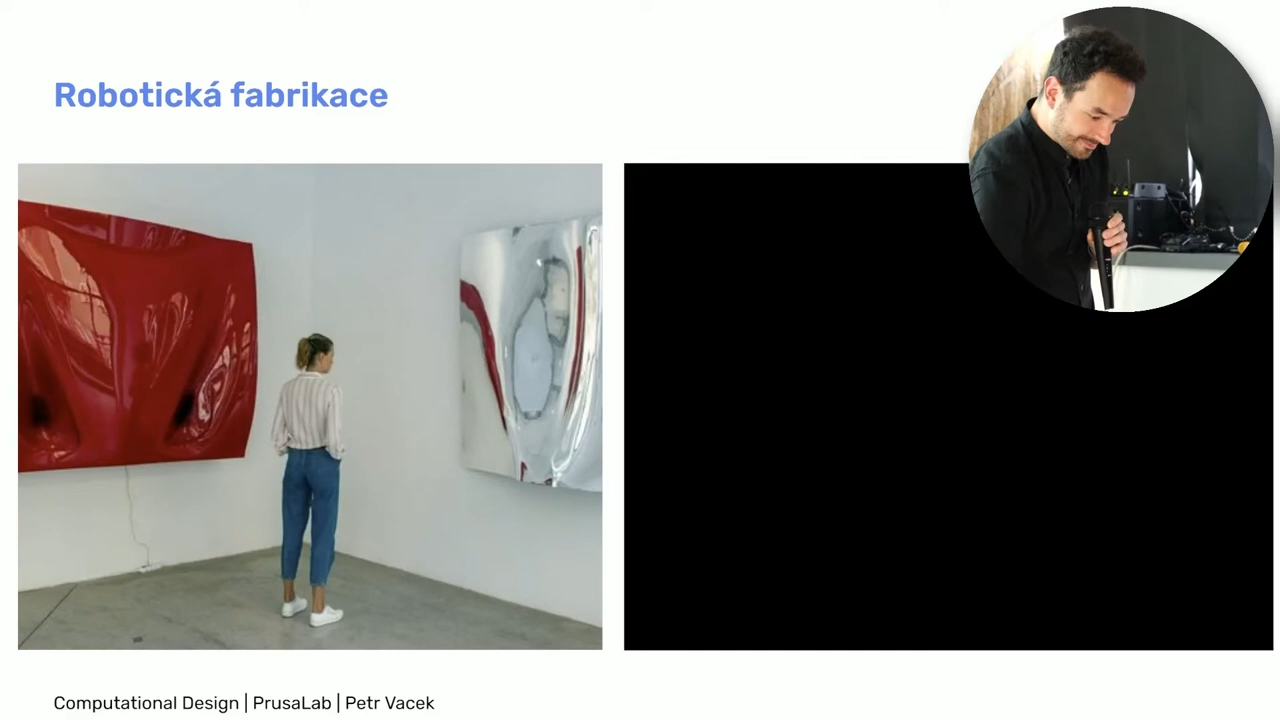 Robotická fabrikace
Computational Design | PrusaLab | Petr Vacek